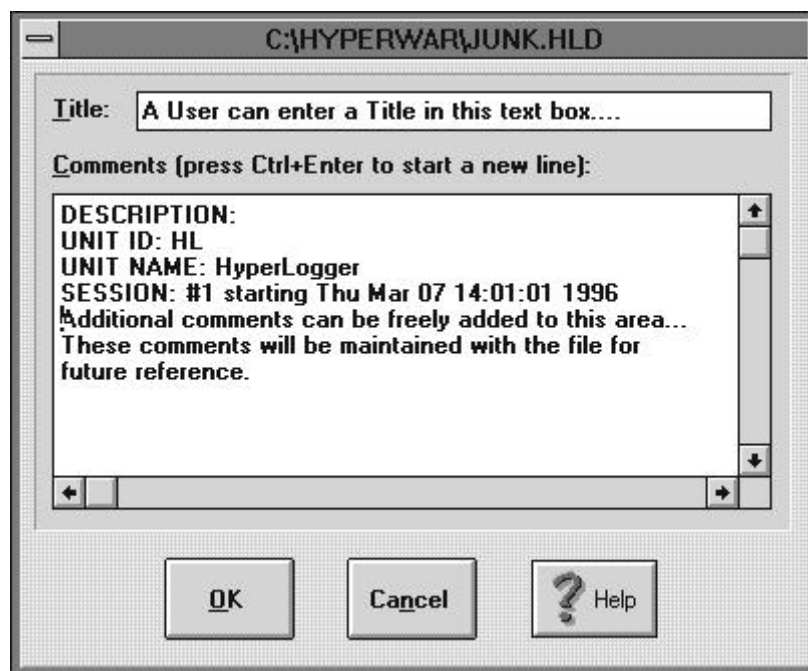 C:\HYPERWAR\JUNK.HLD
Title: A User can enter a Title in this text box....
Comments (press Ctrl+Enter to start a new line):
DESCRIPTION:
UNIT ID: HL
UNIT NAME: HyperLogger
SESSION: #1 starting Thu Mar 07 14:01:01 1996
Additional comments can be freely added to this area...
These comments will be maintained with the file for
future reference.
OK Cancel Help